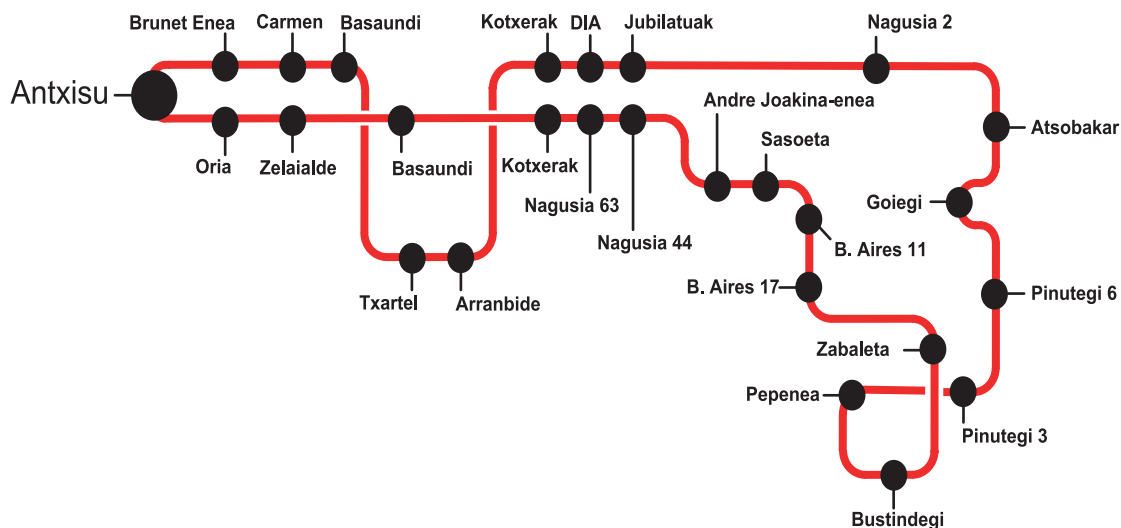 Brunet Enea
Carmen
Basaundi
Kotxerak
DIA
Jubilatuak
Nagusia 2
Antxisu
Andre Joakina-enea
Atsobakar
Sasoeta
Oria
Zelaialde
Basaundi
Kotxerak
Nagusia 63
Goiegi
Nagusia 44
B. Aires 11
B. Aires 17
Txartel
Arranbide
Pinutegi 6
Zabaleta
Pepenea
Pinutegi 3
Bustindegi